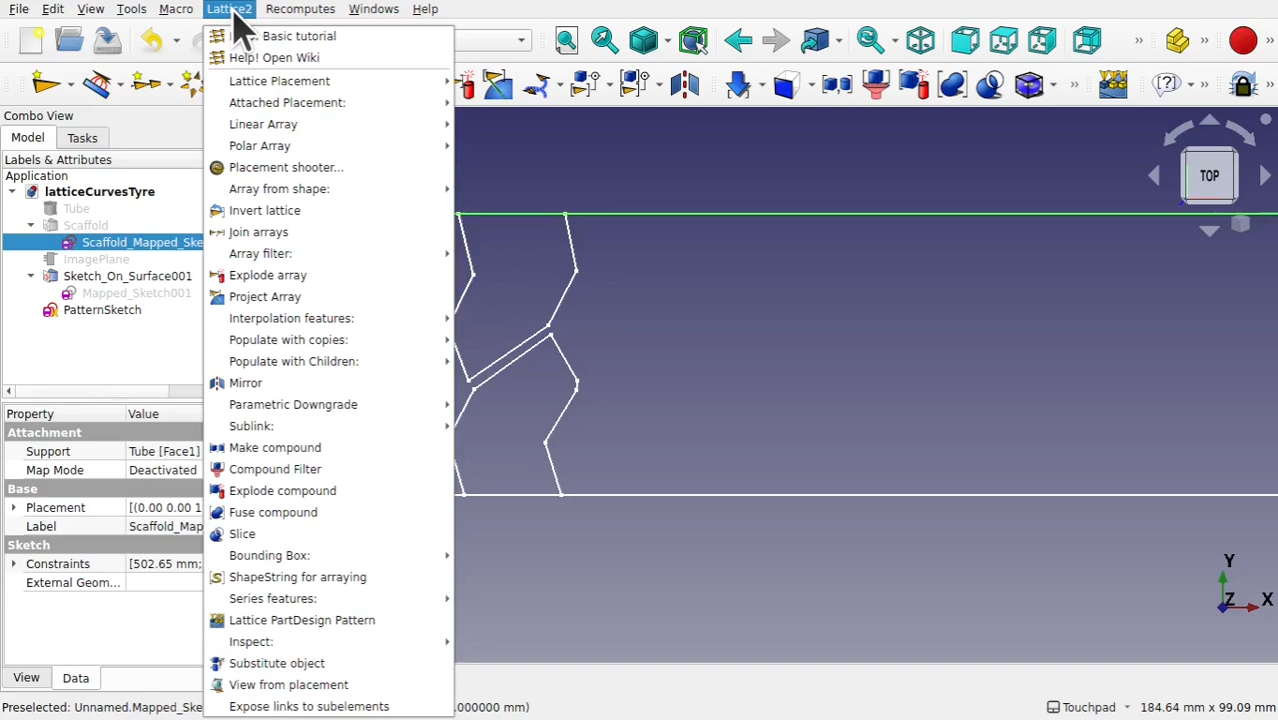 File Edit View Tools Macro Lattice2 Recomputes Windows Help
Basic tutorial
Help! Open Wiki
Lattice Placement
Attached Placement:
Linear Array
Polar Array
Placement shooter...
Array from shape:
Invert lattice
Join arrays
Array filter:
Explode array
Project Array
Interpolation features:
Populate with copies:
Populate with Children:
Mirror
Parametric Downgrade
Sublink:
Make compound
Compound Filter
Explode compound
Fuse compound
Slice
Bounding Box:
ShapeString for arraying
Series features:
Lattice PartDesign Pattern
Inspect:
Substitute object
View from placement
Expose links to subelements
Combo View
Model Tasks
Labels & Attributes
Application
latticeCurvesTyre
Tube
Scaffold
Scaffold_Mapped_Ske
ImagePlane
Sketch_On_Surface001
Mapped_Sketch001
PatternSketch
Property Value
Attachment
Support Tube [Face1]
Map Mode Deactivated
Base
Placement [(0.00 0.00 1
Label Scaffold_Map
Sketch
Constraints [502.65 mm;
External Geom...
View Data
TOP
Y
Z X
Preselected: Unnamed.Mapped_Ske .000000 mm) Touchpad 184.64 mm x 99.09 mm